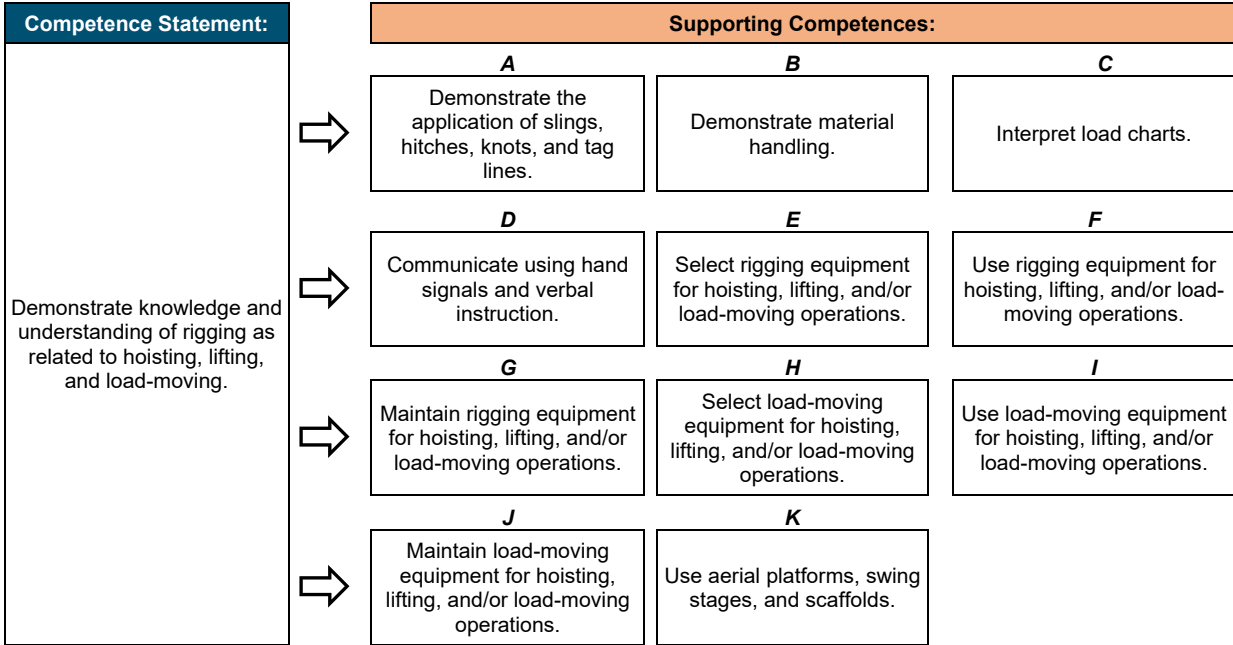 Competence Statement:
Supporting Competences:
Demonstrate knowledge and
understanding of rigging as
related to hoisting, lifting,
and load-moving.
A
Demonstrate the
application of slings,
hitches, knots, and tag
lines.
B
Demonstrate material
handling.
C
Interpret load charts.
D
Communicate using hand
signals and verbal
instruction.
E
Select rigging equipment
for hoisting, lifting, and/or
load-moving operations.
F
Use rigging equipment for
hoisting, lifting, and/or load-
moving operations.
G
Maintain rigging equipment
for hoisting, lifting, and/or
load-moving operations.
H
Select load-moving
equipment for hoisting,
lifting, and/or load-moving
operations.
I
Use load-moving equipment
for hoisting, lifting, and/or
load-moving operations.
J
Maintain load-moving
equipment for hoisting,
lifting, and/or load-moving
operations.
K
Use aerial platforms, swing
stages, and scaffolds.